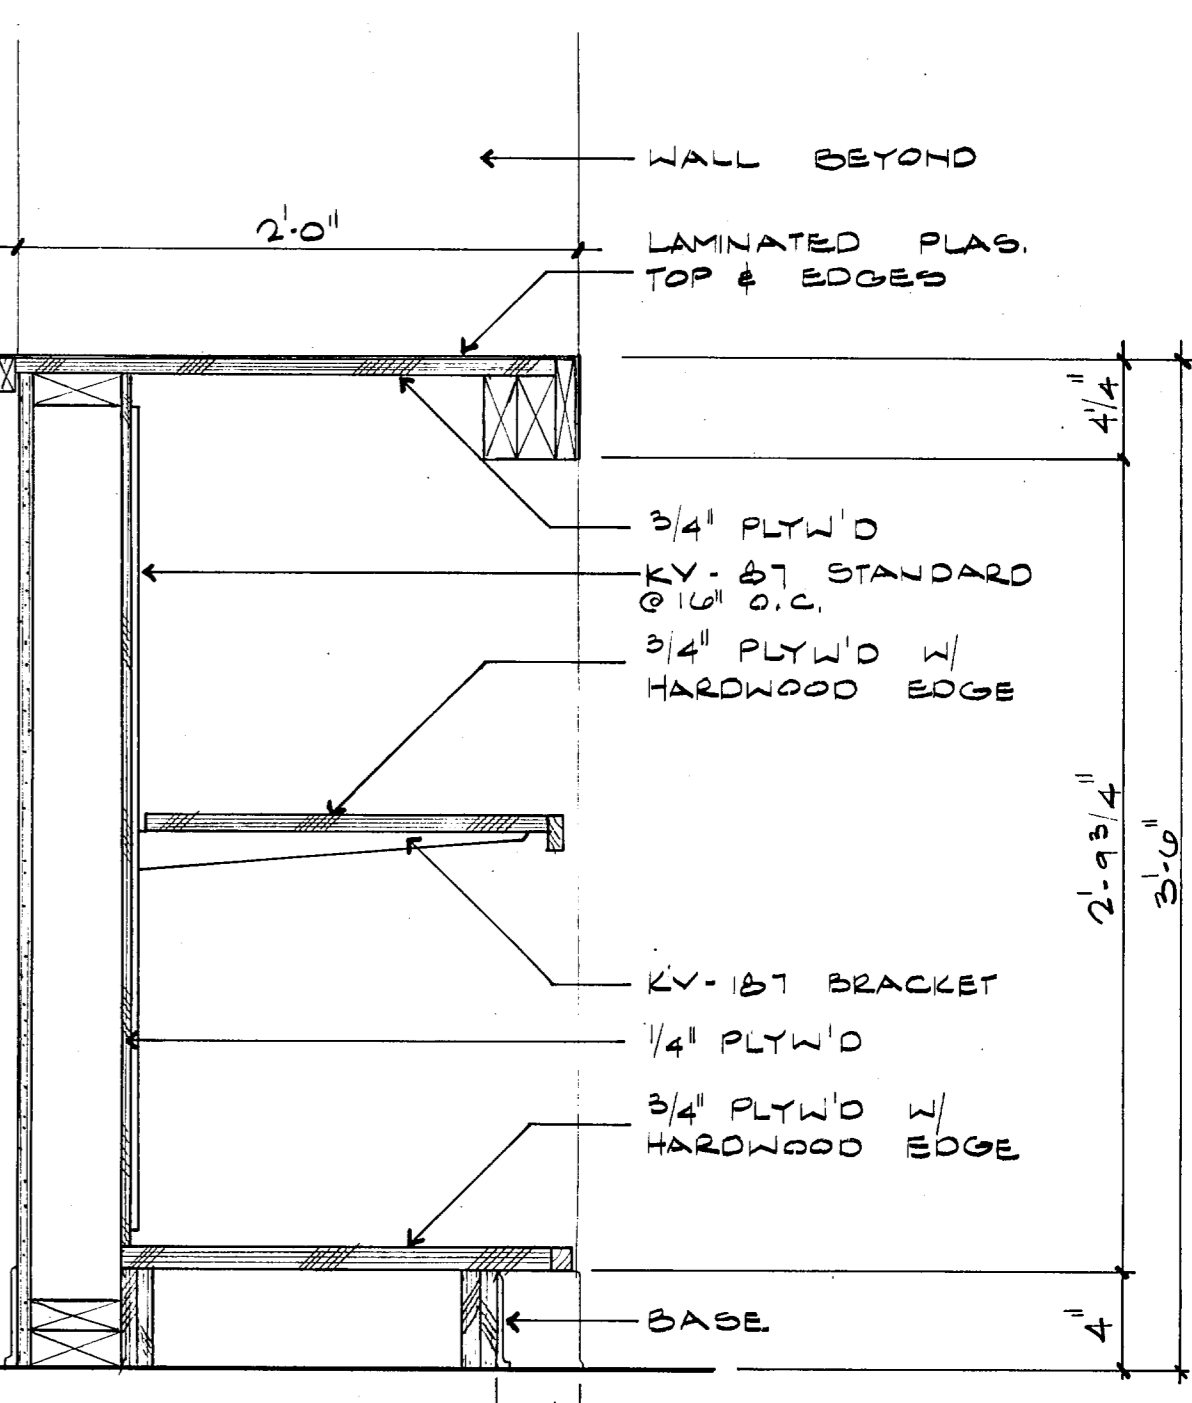 WALL BEYOND
2'-0"
LAMINATED PLAS.
TOP & EDGES
4 1/4"
3/4" PLYW'D
KV-87 STANDARD
@ 16" O.C.
3/4" PLYW'D W/
HARDWOOD EDGE
2'-9 3/4"
3'-6"
KV-187 BRACKET
1/4" PLYW'D
3/4" PLYW'D W/
HARDWOOD EDGE
BASE.
4"